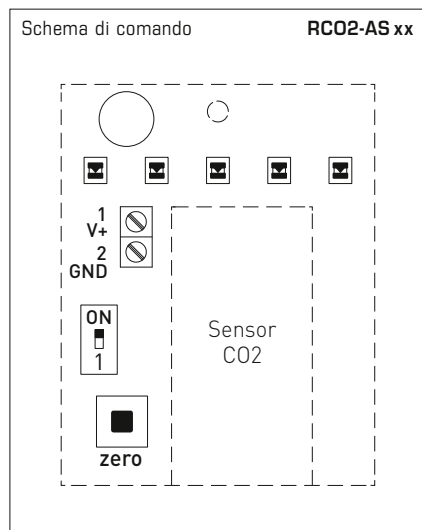 Schema di comando RCO2-AS xx
1
V+
2
GND
ON
1
Sensor
CO2
zero